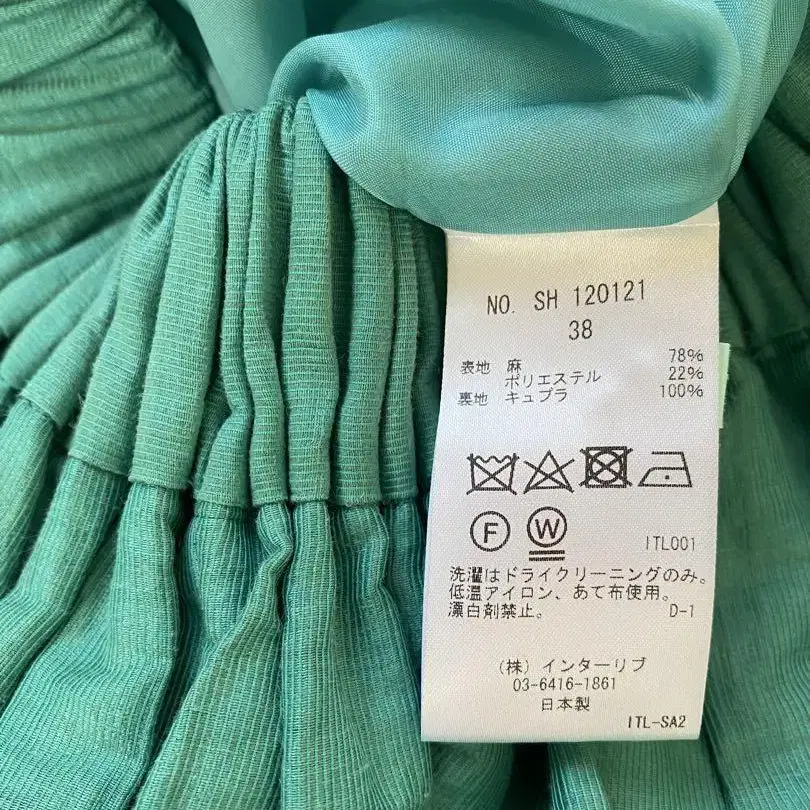 NO. SH 120121
38
表地 麻 78%
ポリエステル 22%
裏地 キュプラ 100%
F W ITL001
洗濯はドライクリーニングのみ。
低温アイロン、あて布使用。
漂白剤禁止。 D-1
(株)インターリブ
03-6416-1861
日本製
ITL-SA2